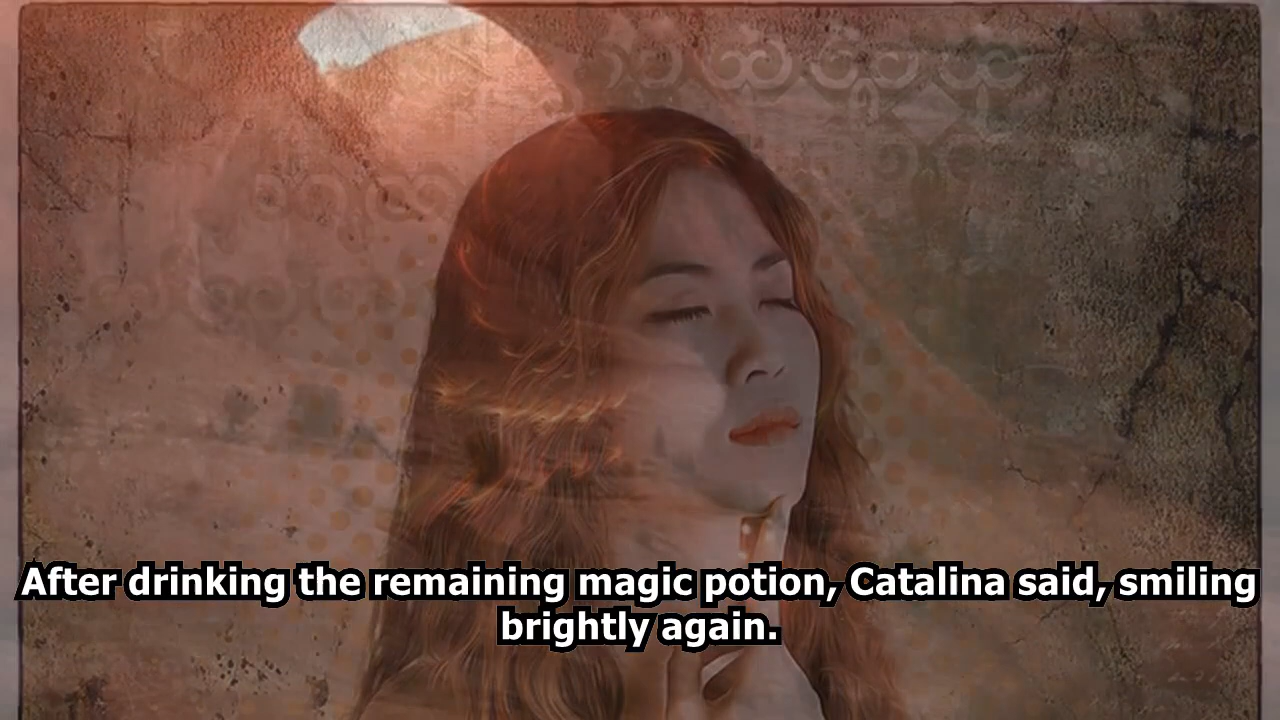 After drinking the remaining magic potion, Catalina said, smiling
brightly again.